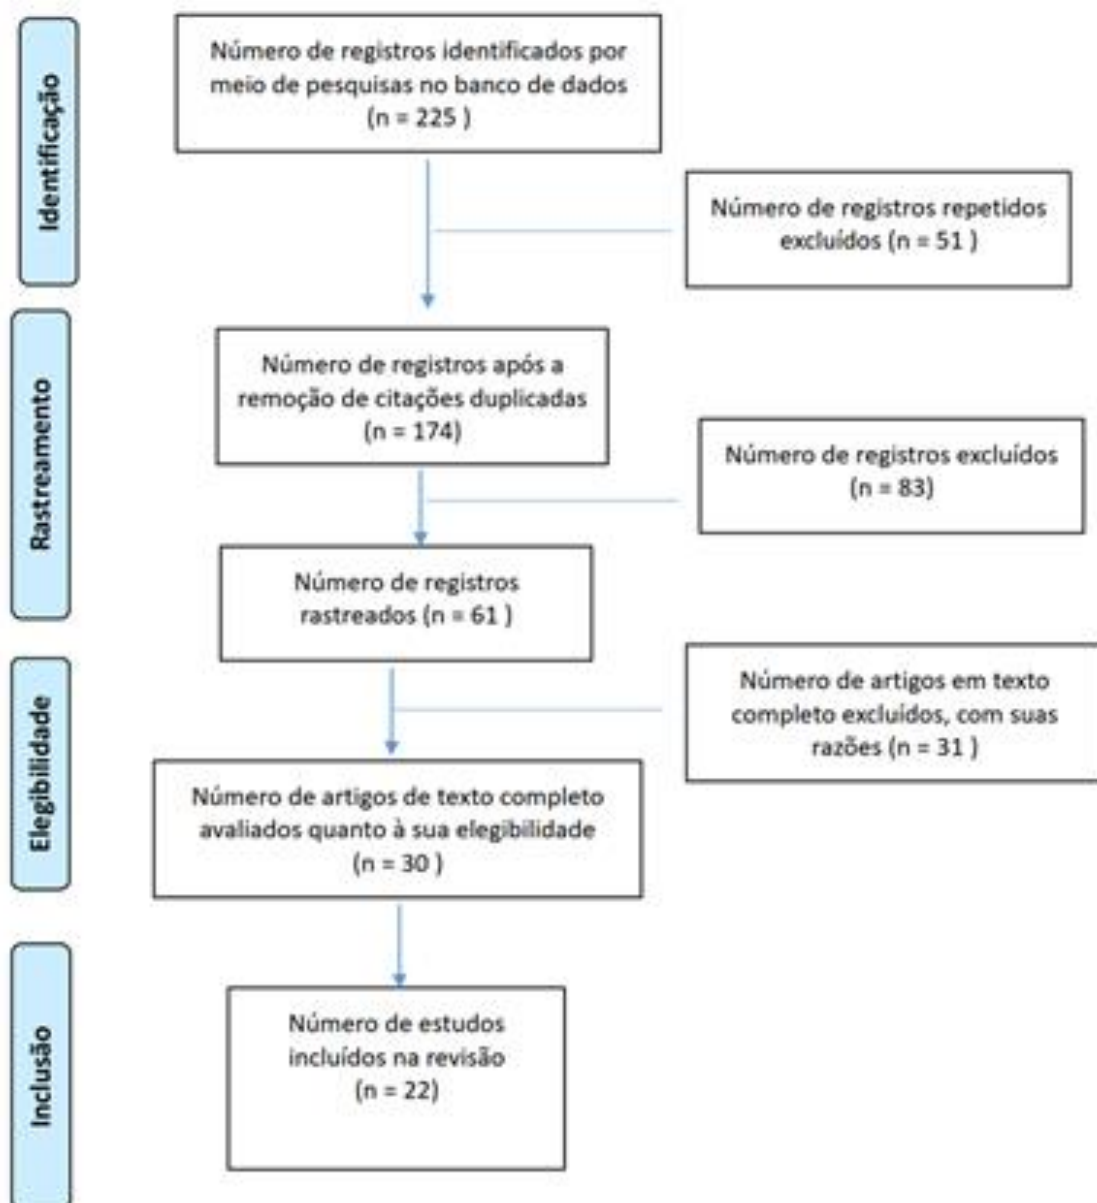 Identificação
Número de registros identificados por
meio de pesquisas no banco de dados
(n = 225 )
Número de registros repetidos
excluídos (n = 51 )
Rastreamento
Número de registros após a
remoção de citações duplicadas
(n = 174)
Número de registros excluídos
(n = 83)
Número de registros
rastreados (n = 61 )
Elegibilidade
Número de artigos em texto
completo excluídos, com suas
razões (n = 31 )
Número de artigos de texto completo
avaliados quanto à sua elegibilidade
(n = 30 )
Inclusão
Número de estudos
incluídos na revisão
(n = 22)